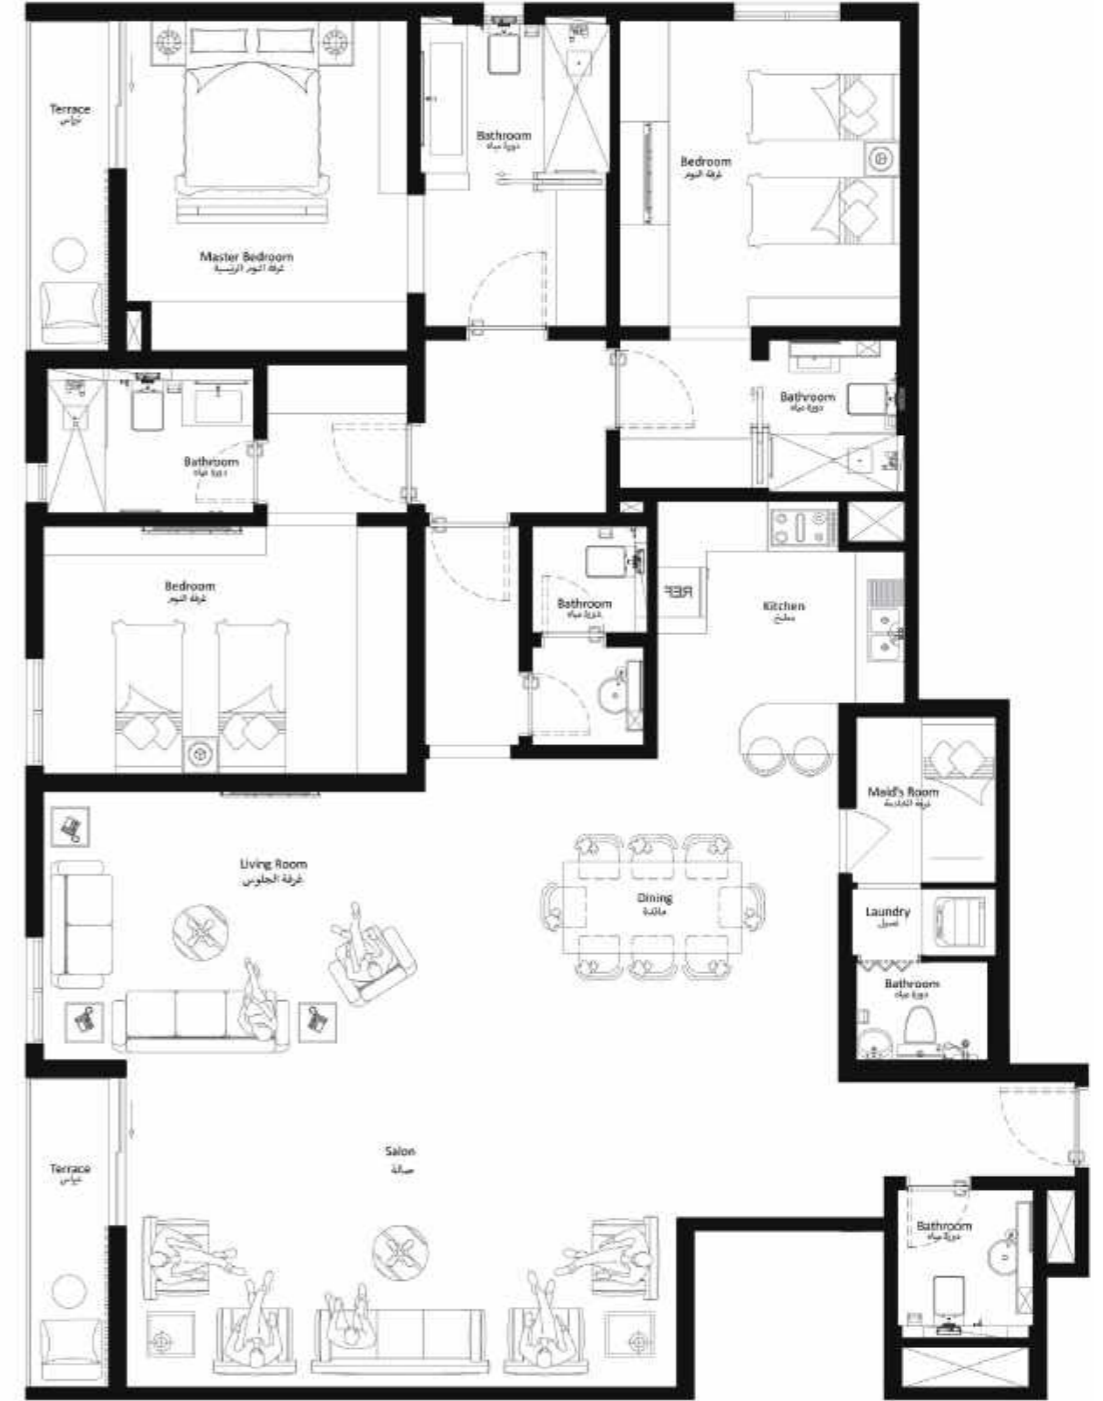 Terrace
تراس
Bathroom
دورة مياه
Bedroom
غرفة النوم
Master Bedroom
غرفة النوم الرئيسية
Bathroom
دورة مياه
Bathroom
دورة مياه
Bedroom
غرفة النوم
Bathroom
دورة مياه
REF
Kitchen
مطبخ
Maid's Room
غرفة الخادمة
Living Room
غرفة الجلوس
Dining
مائدة
Laundry
غسيل
Bathroom
دورة مياه
Salon
صالة
Terrace
تراس
Bathroom
دورة مياه